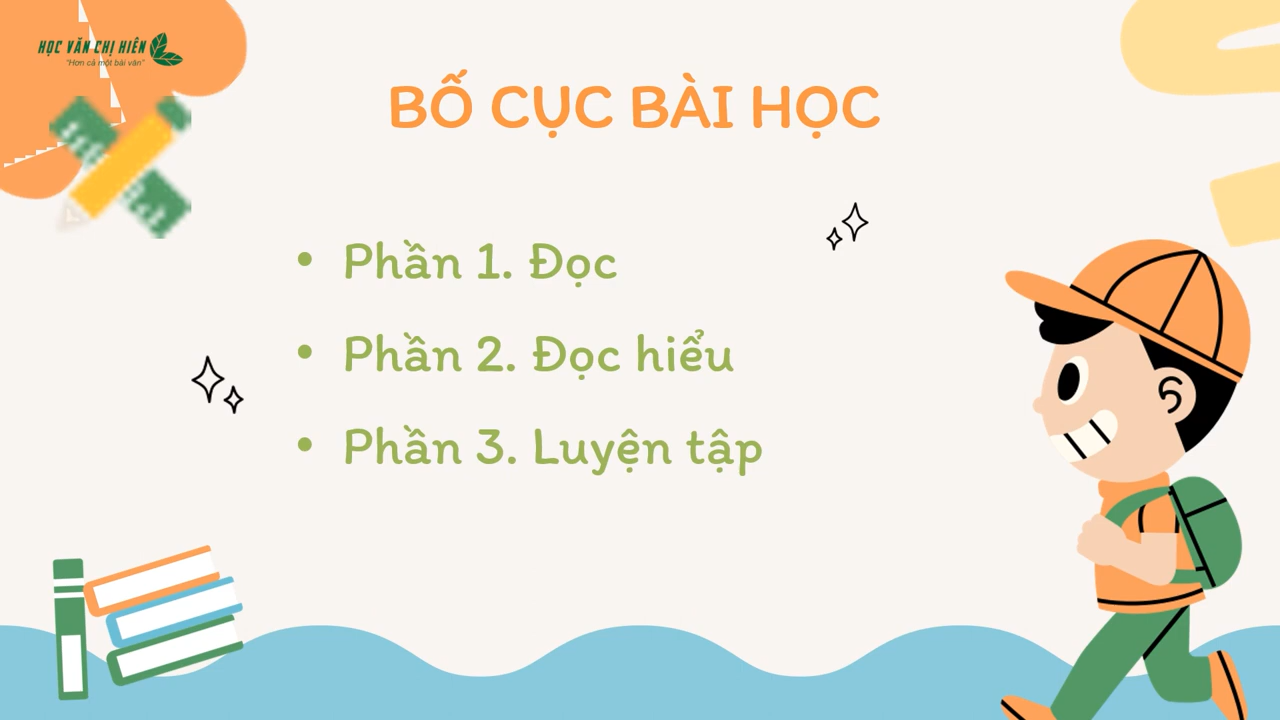 HỌC VĂN CHỊ HIÊN
"Hơn cả một bài văn"
BỐ CỤC BÀI HỌC
• Phần 1. Đọc
• Phần 2. Đọc hiểu
• Phần 3. Luyện tập